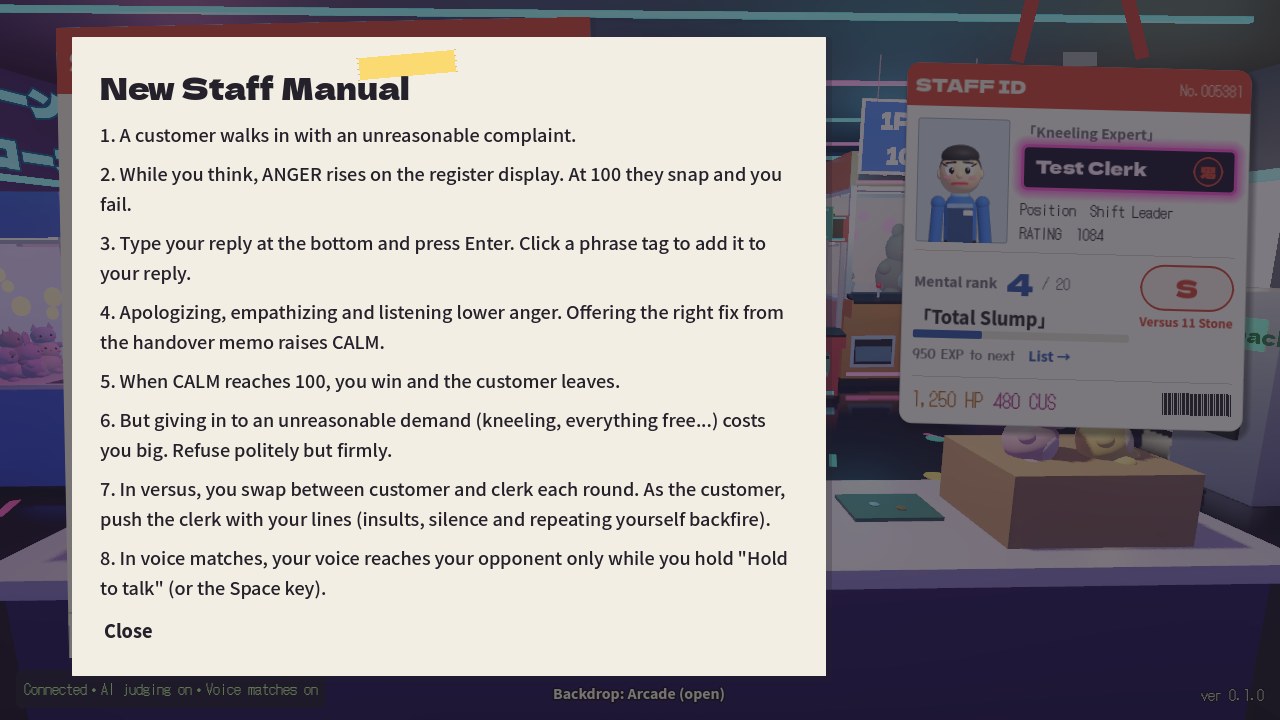 New Staff Manual
1. A customer walks in with an unreasonable complaint.
2. While you think, ANGER rises on the register display. At 100 they snap and you
fail.
3. Type your reply at the bottom and press Enter. Click a phrase tag to add it to
your reply.
4. Apologizing, empathizing and listening lower anger. Offering the right fix from
the handover memo raises CALM.
5. When CALM reaches 100, you win and the customer leaves.
6. But giving in to an unreasonable demand (kneeling, everything free...) costs
you big. Refuse politely but firmly.
7. In versus, you swap between customer and clerk each round. As the customer,
push the clerk with your lines (insults, silence and repeating yourself backfire).
8. In voice matches, your voice reaches your opponent only while you hold "Hold
to talk" (or the Space key).
Close
STAFF ID
No. 005381
「Kneeling Expert」
Test Clerk
Position Shift Leader
RATING 1084
Mental rank 4 / 20
S
「Total Slump」
Versus 11 Stone
950 EXP to next List →
1,250 HP 480 CUS
Connected • AI judging on • Voice matches on
Backdrop: Arcade (open)
ver 0.1.0